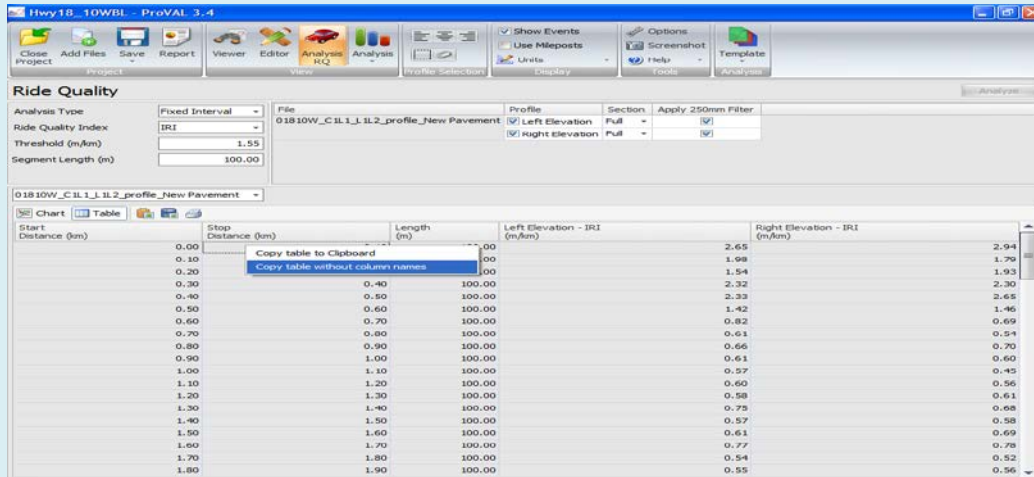 Hwy18_10WBL - ProVAL 3.4
Close Project
Add Files
Save
Report
Viewer
Editor
Analysis RQ
Analysis
Show Events
Use Mileposts
Units
Options
Screenshot
Help
Template
Project
View
Profile Selection
Display
Tools
Analysis
Ride Quality
Analyze
Analysis Type Fixed Interval
Ride Quality Index IRI
Threshold (m/km) 1.55
Segment Length (m) 100.00
File Profile Section Apply 250mm Filter
01810W_C1L1_L1L2_profile_New Pavement Left Elevation Full
Right Elevation Full
01810W_C1L1_L1L2_profile_New Pavement
Chart Table
Start Distance (km) Stop Distance (km) Length (m) Left Elevation - IRI (m/km) Right Elevation - IRI (m/km)
0.00 2.65 2.94
0.10 1.98 1.79
0.20 1.54 1.93
Copy table to Clipboard
Copy table without column names
0.30 0.40 100.00 2.32 2.30
0.40 0.50 100.00 2.33 2.65
0.50 0.60 100.00 1.42 1.46
0.60 0.70 100.00 0.82 0.69
0.70 0.80 100.00 0.61 0.54
0.80 0.90 100.00 0.66 0.70
0.90 1.00 100.00 0.61 0.60
1.00 1.10 100.00 0.57 0.45
1.10 1.20 100.00 0.60 0.56
1.20 1.30 100.00 0.58 0.61
1.30 1.40 100.00 0.75 0.68
1.40 1.50 100.00 0.57 0.58
1.50 1.60 100.00 0.61 0.69
1.60 1.70 100.00 0.77 0.78
1.70 1.80 100.00 0.54 0.52
1.80 1.90 100.00 0.55 0.56